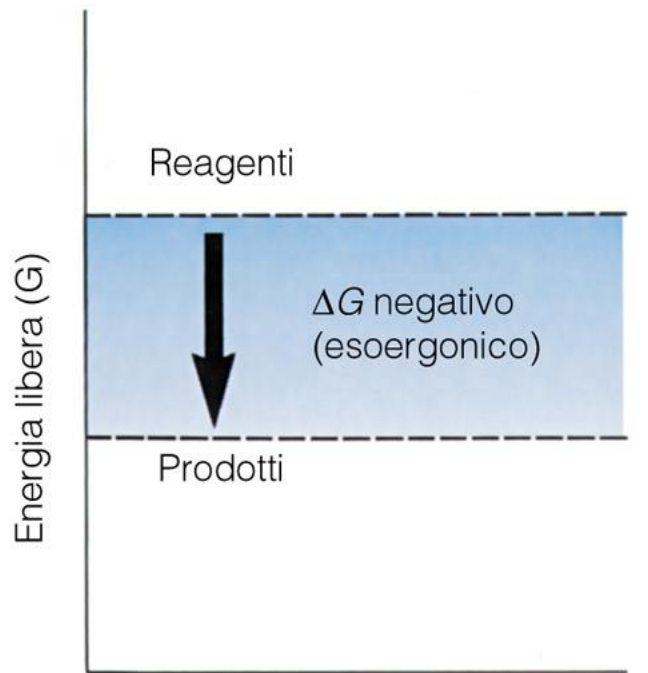 Reagenti
ΔG negativo
(esoergonico)
Prodotti
Energia libera (G)